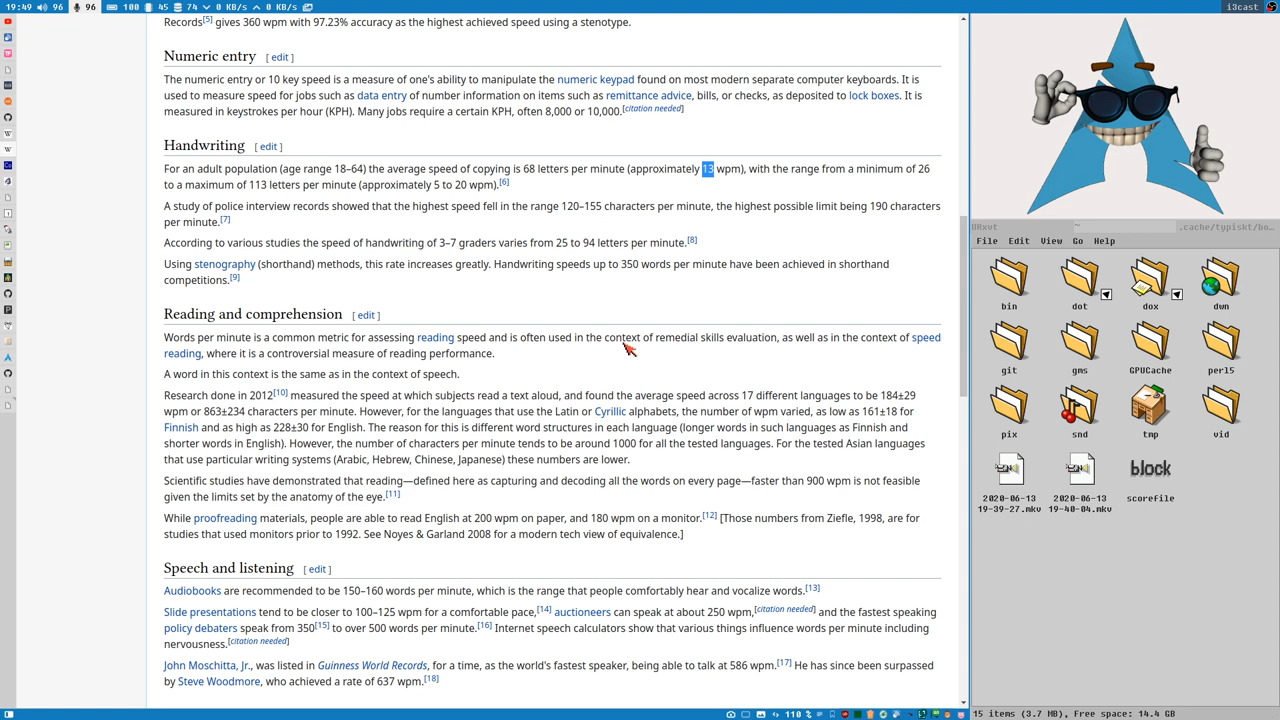 19:49 96 96 100 45 74 0 KB/s 0 KB/s
i3cast
Records[5] gives 360 wpm with 97.23% accuracy as the highest achieved speed using a stenotype.
Numeric entry [ edit ]
The numeric entry or 10 key speed is a measure of one's ability to manipulate the numeric keypad found on most modern separate computer keyboards. It is
used to measure speed for jobs such as data entry of number information on items such as remittance advice, bills, or checks, as deposited to lock boxes. It is
measured in keystrokes per hour (KPH). Many jobs require a certain KPH, often 8,000 or 10,000.[citation needed]
Handwriting [ edit ]
For an adult population (age range 18–64) the average speed of copying is 68 letters per minute (approximately 13 wpm), with the range from a minimum of 26
to a maximum of 113 letters per minute (approximately 5 to 20 wpm).[6]
A study of police interview records showed that the highest speed fell in the range 120–155 characters per minute, the highest possible limit being 190 characters
per minute.[7]
According to various studies the speed of handwriting of 3–7 graders varies from 25 to 94 letters per minute.[8]
Using stenography (shorthand) methods, this rate increases greatly. Handwriting speeds up to 350 words per minute have been achieved in shorthand
competitions.[9]
Reading and comprehension [ edit ]
Words per minute is a common metric for assessing reading speed and is often used in the context of remedial skills evaluation, as well as in the context of speed
reading, where it is a controversial measure of reading performance.
A word in this context is the same as in the context of speech.
Research done in 2012[10] measured the speed at which subjects read a text aloud, and found the average speed across 17 different languages to be 184±29
wpm or 863±234 characters per minute. However, for the languages that use the Latin or Cyrillic alphabets, the number of wpm varied, as low as 161±18 for
Finnish and as high as 228±30 for English. The reason for this is different word structures in each language (longer words in such languages as Finnish and
shorter words in English). However, the number of characters per minute tends to be around 1000 for all the tested languages. For the tested Asian languages
that use particular writing systems (Arabic, Hebrew, Chinese, Japanese) these numbers are lower.
Scientific studies have demonstrated that reading—defined here as capturing and decoding all the words on every page—faster than 900 wpm is not feasible
given the limits set by the anatomy of the eye.[11]
While proofreading materials, people are able to read English at 200 wpm on paper, and 180 wpm on a monitor.[12] [Those numbers from Ziefle, 1998, are for
studies that used monitors prior to 1992. See Noyes & Garland 2008 for a modern tech view of equivalence.]
Speech and listening [ edit ]
Audiobooks are recommended to be 150–160 words per minute, which is the range that people comfortably hear and vocalize words.[13]
Slide presentations tend to be closer to 100–125 wpm for a comfortable pace,[14] auctioneers can speak at about 250 wpm,[citation needed] and the fastest speaking
policy debaters speak from 350[15] to over 500 words per minute.[16] Internet speech calculators show that various things influence words per minute including
nervousness.[citation needed]
John Moschitta, Jr., was listed in Guinness World Records, for a time, as the world's fastest speaker, being able to talk at 586 wpm.[17] He has since been surpassed
by Steve Woodmore, who achieved a rate of 637 wpm.[18]
URxvt ~ .cache/typiskt/bo...
File Edit View Go Help
bin dot dox dwn
git gms GPUCache perl5
pix snd tmp vid
block
2020-06-13 2020-06-13 scorefile
19-39-27.mkv 19-40-04.mkv
110 %
15 items (3.7 MB), Free space: 14.4 GB